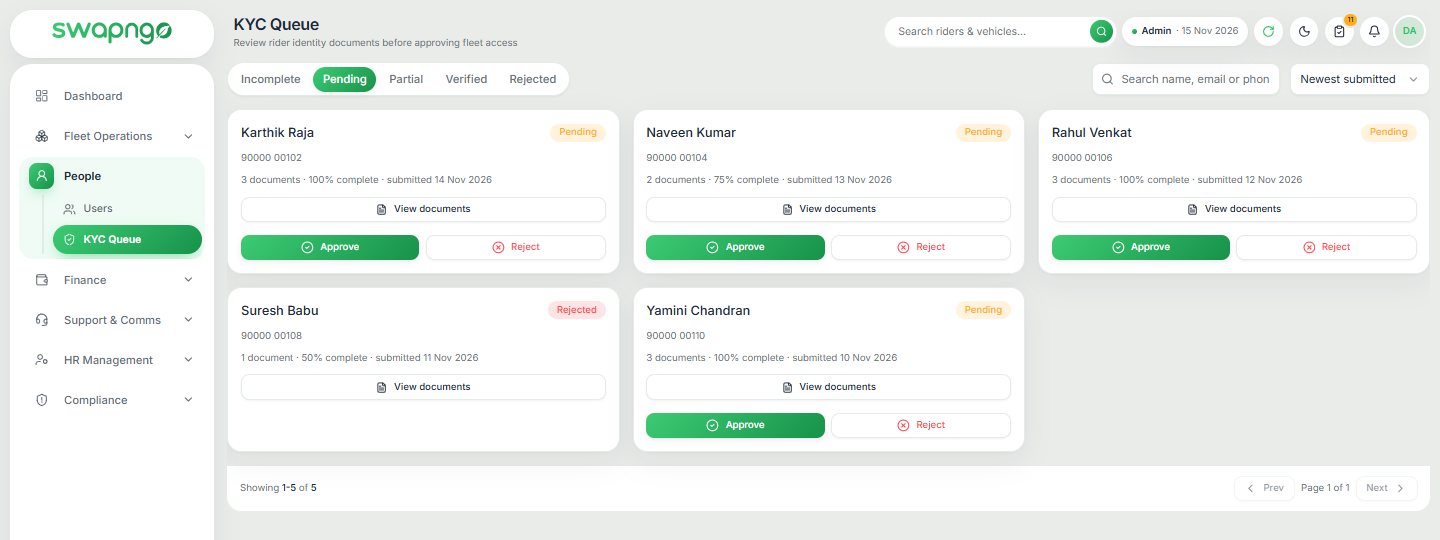 swapngo
KYC Queue
Review rider identity documents before approving fleet access
Search riders & vehicles...
Admin · 15 Nov 2026
11
DA
Dashboard
Fleet Operations
People
Users
KYC Queue
Finance
Support & Comms
HR Management
Compliance
Incomplete Pending Partial Verified Rejected
Search name, email or phon
Newest submitted
Karthik Raja Pending
90000 00102
3 documents · 100% complete · submitted 14 Nov 2026
View documents
Approve Reject
Naveen Kumar Pending
90000 00104
2 documents · 75% complete · submitted 13 Nov 2026
View documents
Approve Reject
Rahul Venkat Pending
90000 00106
3 documents · 100% complete · submitted 12 Nov 2026
View documents
Approve Reject
Suresh Babu Rejected
90000 00108
1 document · 50% complete · submitted 11 Nov 2026
View documents
Yamini Chandran Pending
90000 00110
3 documents · 100% complete · submitted 10 Nov 2026
View documents
Approve Reject
Showing 1-5 of 5
Prev Page 1 of 1 Next